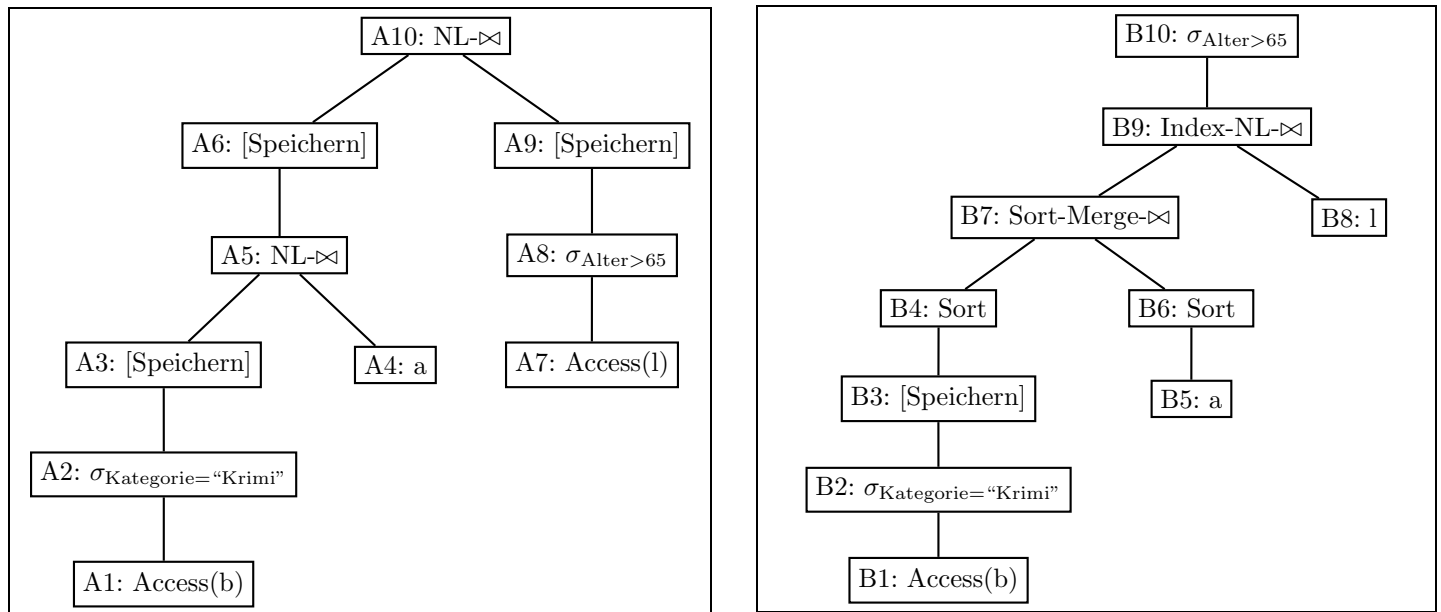 A10: NL-⋈
A6: [Speichern]
A9: [Speichern]
A5: NL-⋈
A8: σAlter>65
A3: [Speichern]
A4: a
A7: Access(l)
A2: σKategorie=“Krimi”
A1: Access(b)
B10: σAlter>65
B9: Index-NL-⋈
B7: Sort-Merge-⋈
B8: l
B4: Sort
B6: Sort
B3: [Speichern]
B5: a
B2: σKategorie=“Krimi”
B1: Access(b)